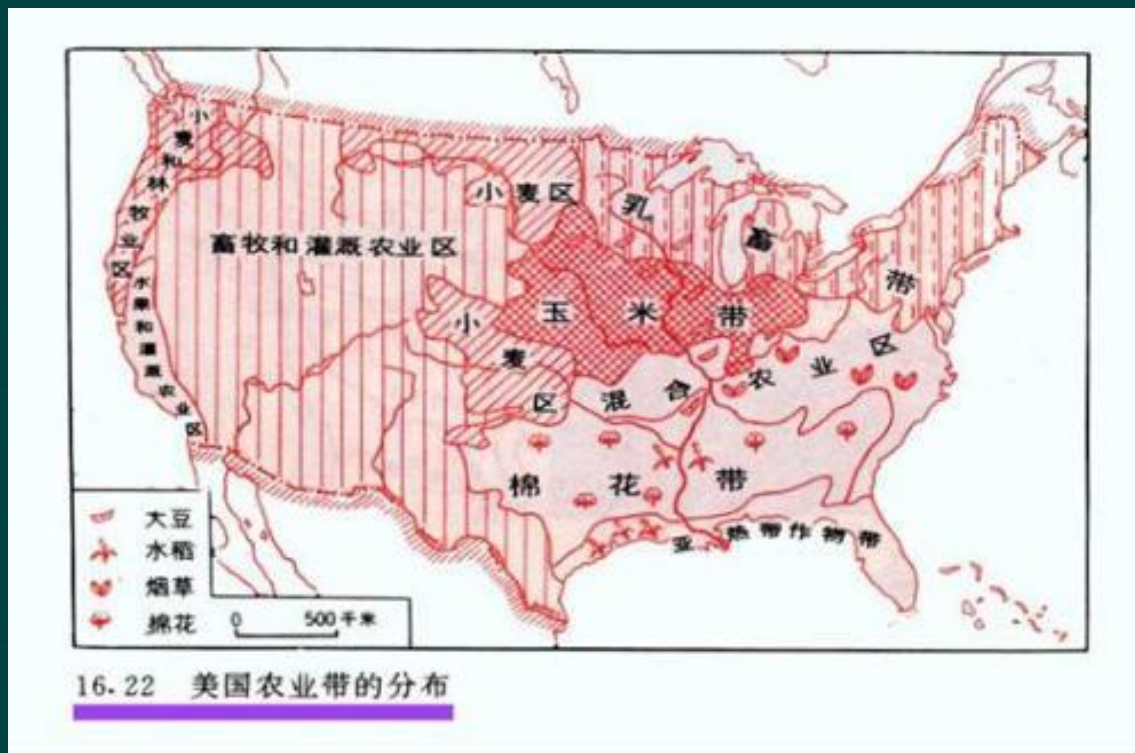 小麦和林牧业区
小麦区
乳畜带
畜牧和灌溉农业区
水果和灌溉农业区
玉米带
小麦区
混合农业区
棉花带
亚热带作物带
大豆
水稻
烟草
棉花
0 500千米
16.22 美国农业带的分布